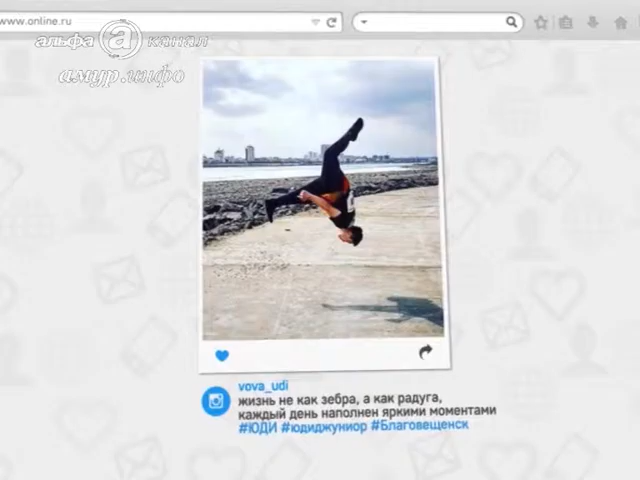 www.online.ru
альфа а канал
амур.инфо
vova_udi
жизнь не как зебра, а как радуга,
каждый день наполнен яркими моментами
#ЮДИ #юдиджуниор #Благовещенск